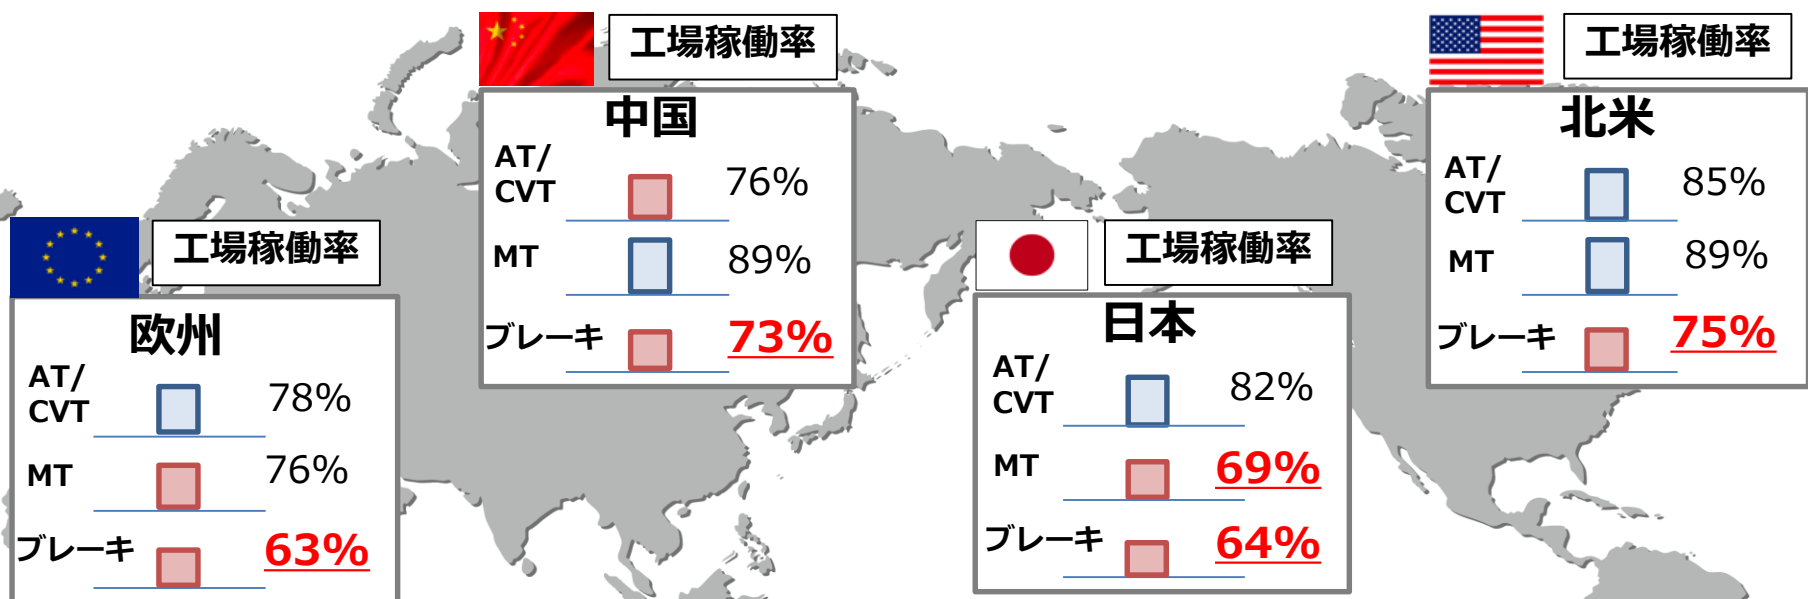 工場稼働率
中国
AT/
CVT
76%
MT
89%
ブレーキ
73%
工場稼働率
北米
AT/
CVT
85%
MT
89%
ブレーキ
75%
工場稼働率
欧州
AT/
CVT
78%
MT
76%
ブレーキ
63%
工場稼働率
日本
AT/
CVT
82%
MT
69%
ブレーキ
64%